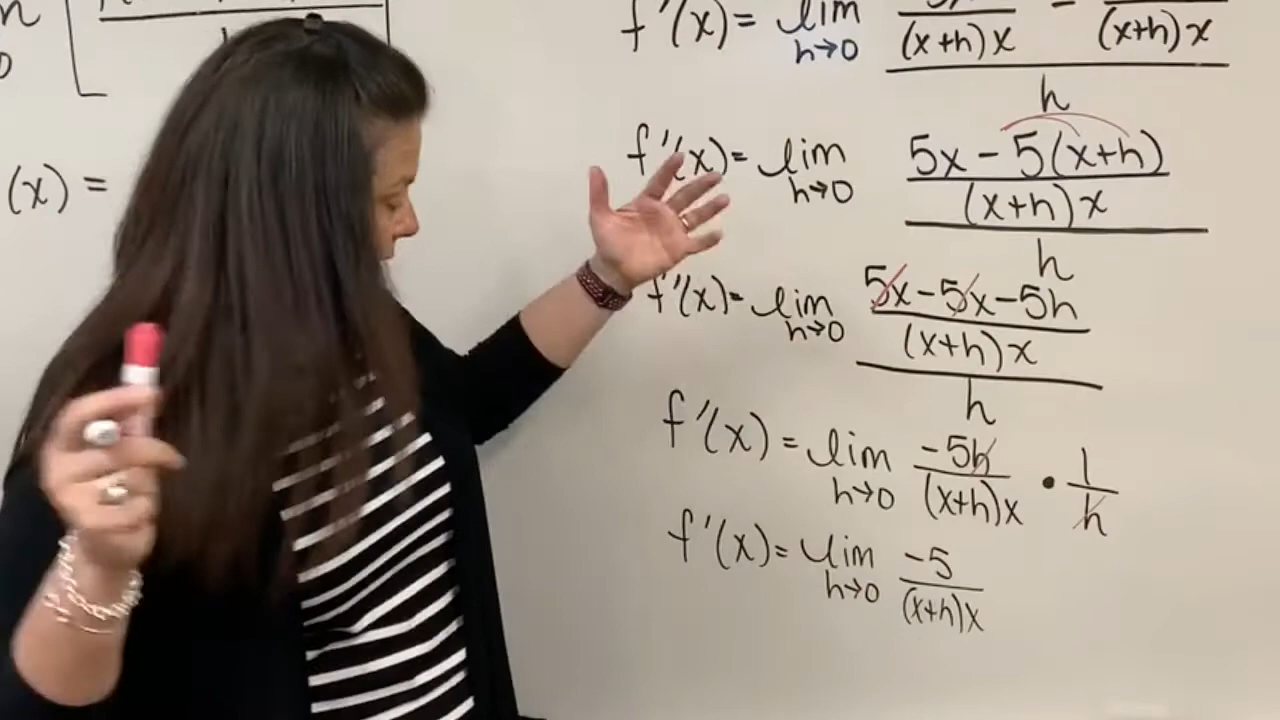 (x) =
f'(x) = lim h→0 / (x+h)x - / (x+h)x / h
f'(x) = lim h→0 5x - 5(x+h) / (x+h)x / h
f'(x) = lim h→0 5x - 5x - 5h / (x+h)x / h
f'(x) = lim h→0 -5h / (x+h)x • 1 / h
f'(x) = lim h→0 -5 / (x+h)x